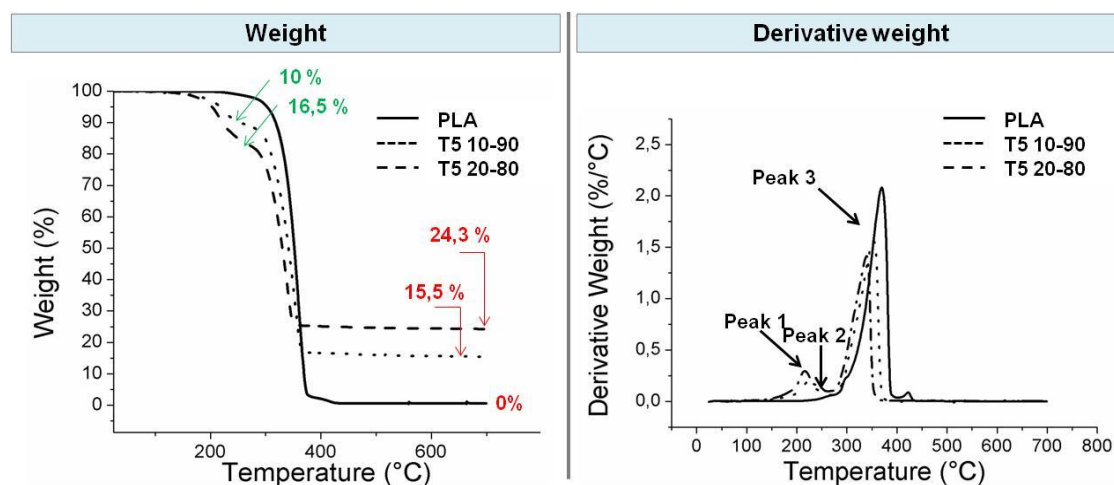 Weight
Derivative weight
10 %
16,5 %
PLA
T5 10-90
T5 20-80
24,3 %
15,5 %
0%
Weight (%)
100
90
80
70
60
50
40
30
20
10
0
200
400
600
Temperature (°C)
PLA
T5 10-90
T5 20-80
Peak 3
Peak 1
Peak 2
Derivative Weight (%/°C)
2,5
2,0
1,5
1,0
0,5
0,0
0
100
200
300
400
500
600
700
800
Temperature (°C)